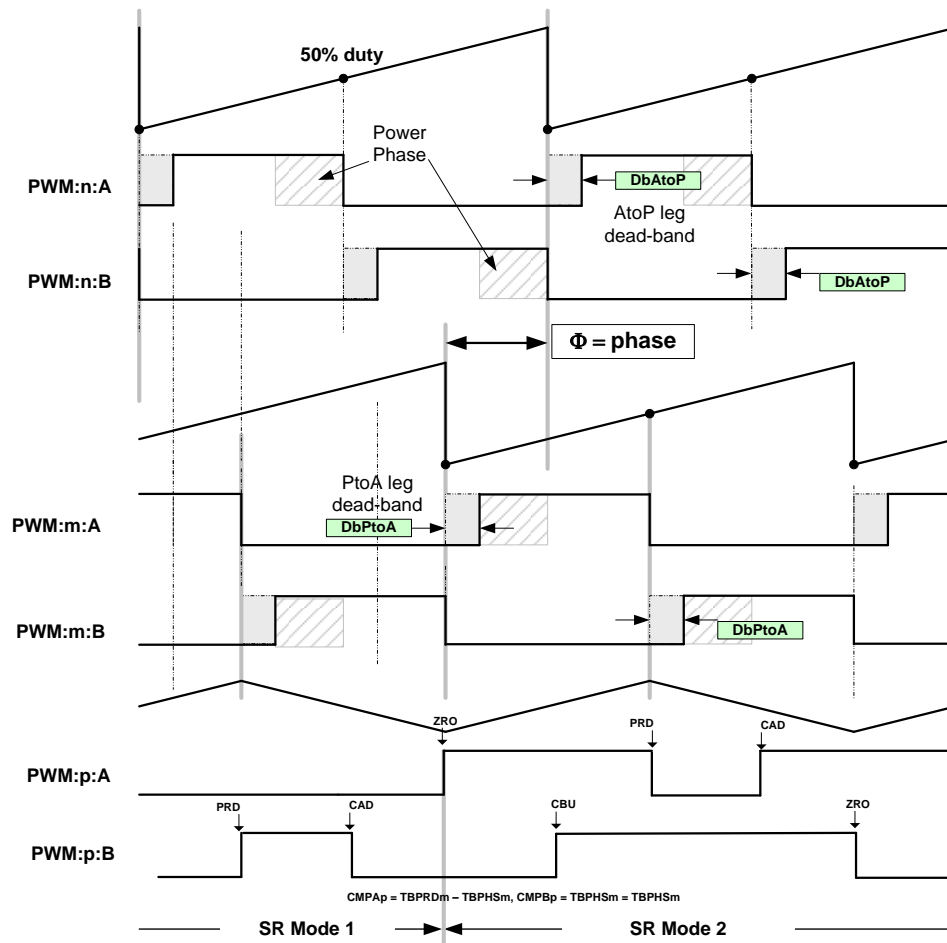 50% duty
Power
Phase
PWM:n:A
DbAtoP
AtoP leg
dead-band
PWM:n:B
DbAtoP
Φ = phase
PtoA leg
dead-band
PWM:m:A
DbPtoA
PWM:m:B
DbPtoA
ZRO
PRD
CAD
PWM:p:A
PRD
CAD
CBU
ZRO
PWM:p:B
CMPAp = TBPRDm – TBPHSm, CMPBp = TBPHSm = TBPHSm
SR Mode 1
SR Mode 2